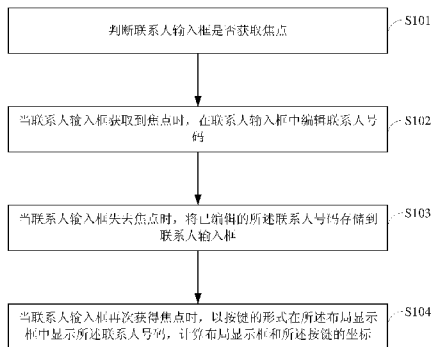 判断联系人输入框是否获取焦点
S101
当联系人输入框获取到焦点时，在联系人输入框中编辑联系人号
码
S102
当联系人输入框失去焦点时，将已编辑的所述联系人号码存储到
联系人输入框
S103
当联系人输入框再次获得焦点时，以按键的形式在所述布局显示
框中显示所述联系人号码，计算布局显示框和所述按键的坐标
S104